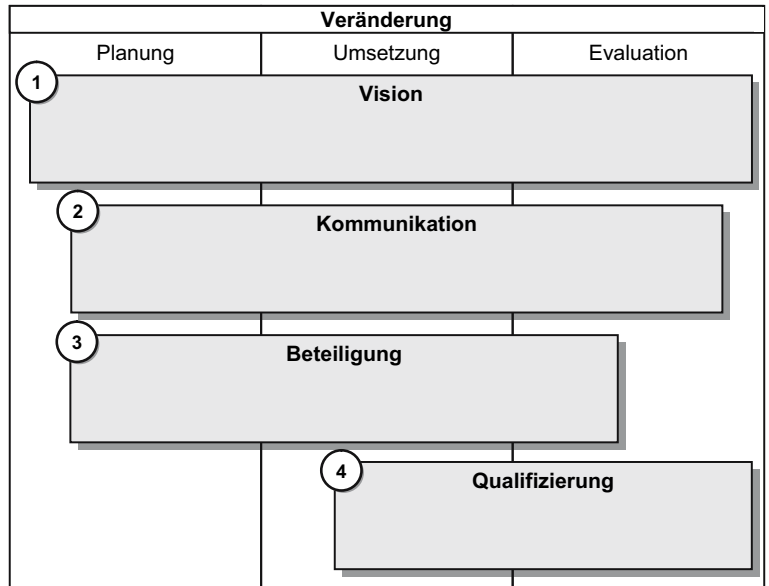 Veränderung
Planung Umsetzung Evaluation
1
Vision
2
Kommunikation
3
Beteiligung
4
Qualifizierung